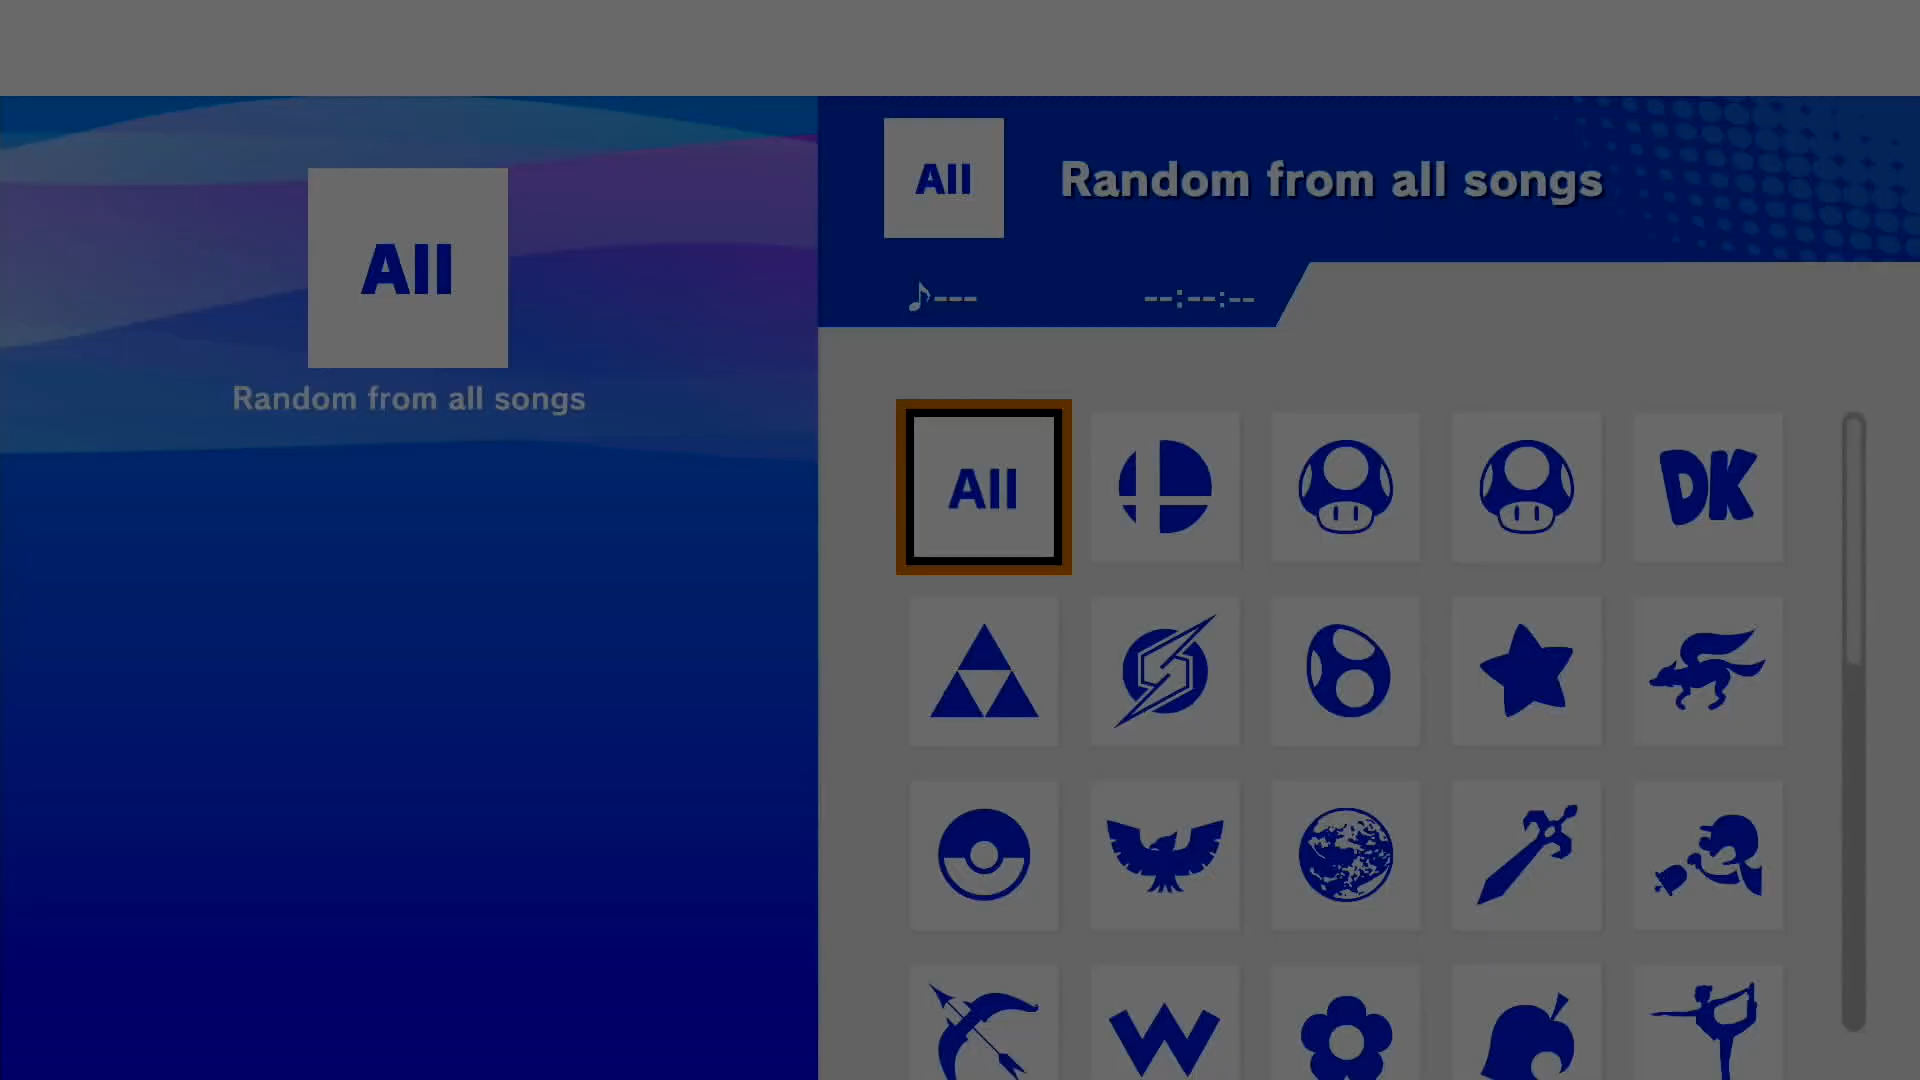 All
Random from all songs
All
Random from all songs
♪---
--:--:--
All
DK
W